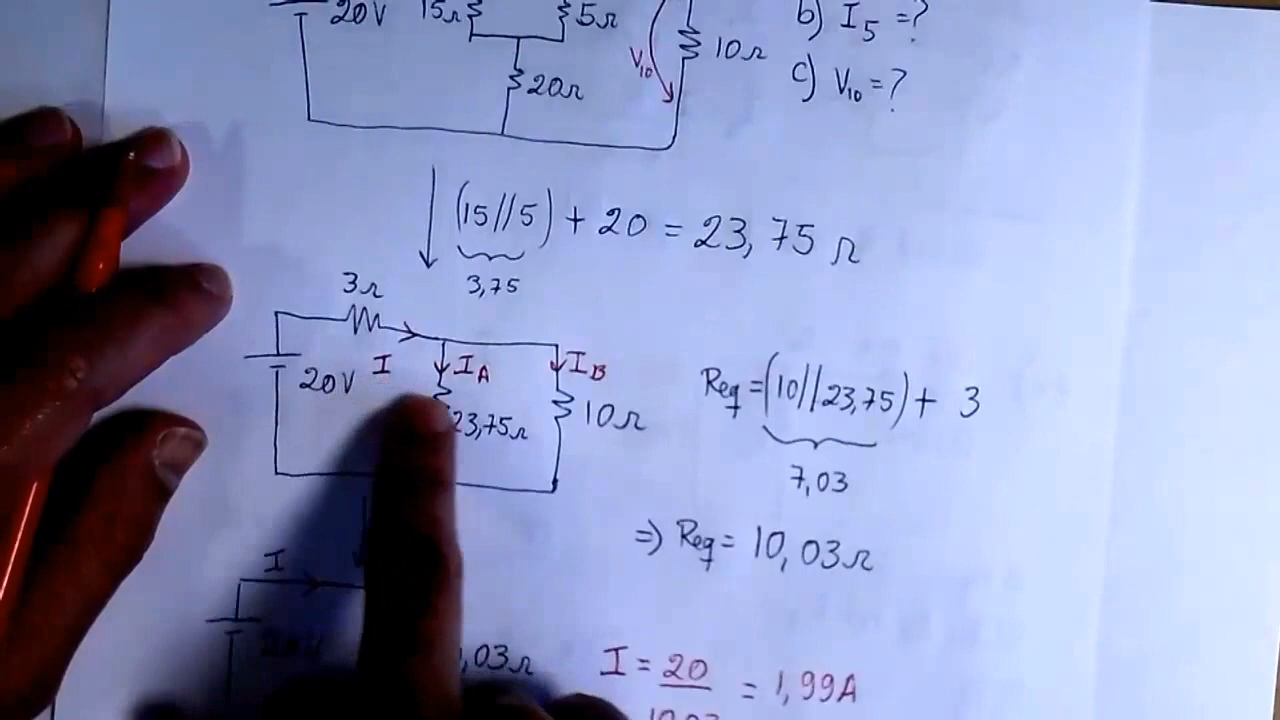 20V 15Ω 5Ω 10Ω b) I5 = ?
V10 c) V10 = ?
20Ω
(15//5) + 20 = 23,75 Ω
3,75
3Ω
I IA IB
20V 23,75Ω 10Ω Req = (10//23,75) + 3
7,03
⇒) Req = 10,03Ω
I
,03Ω I = 20 = 1,99A